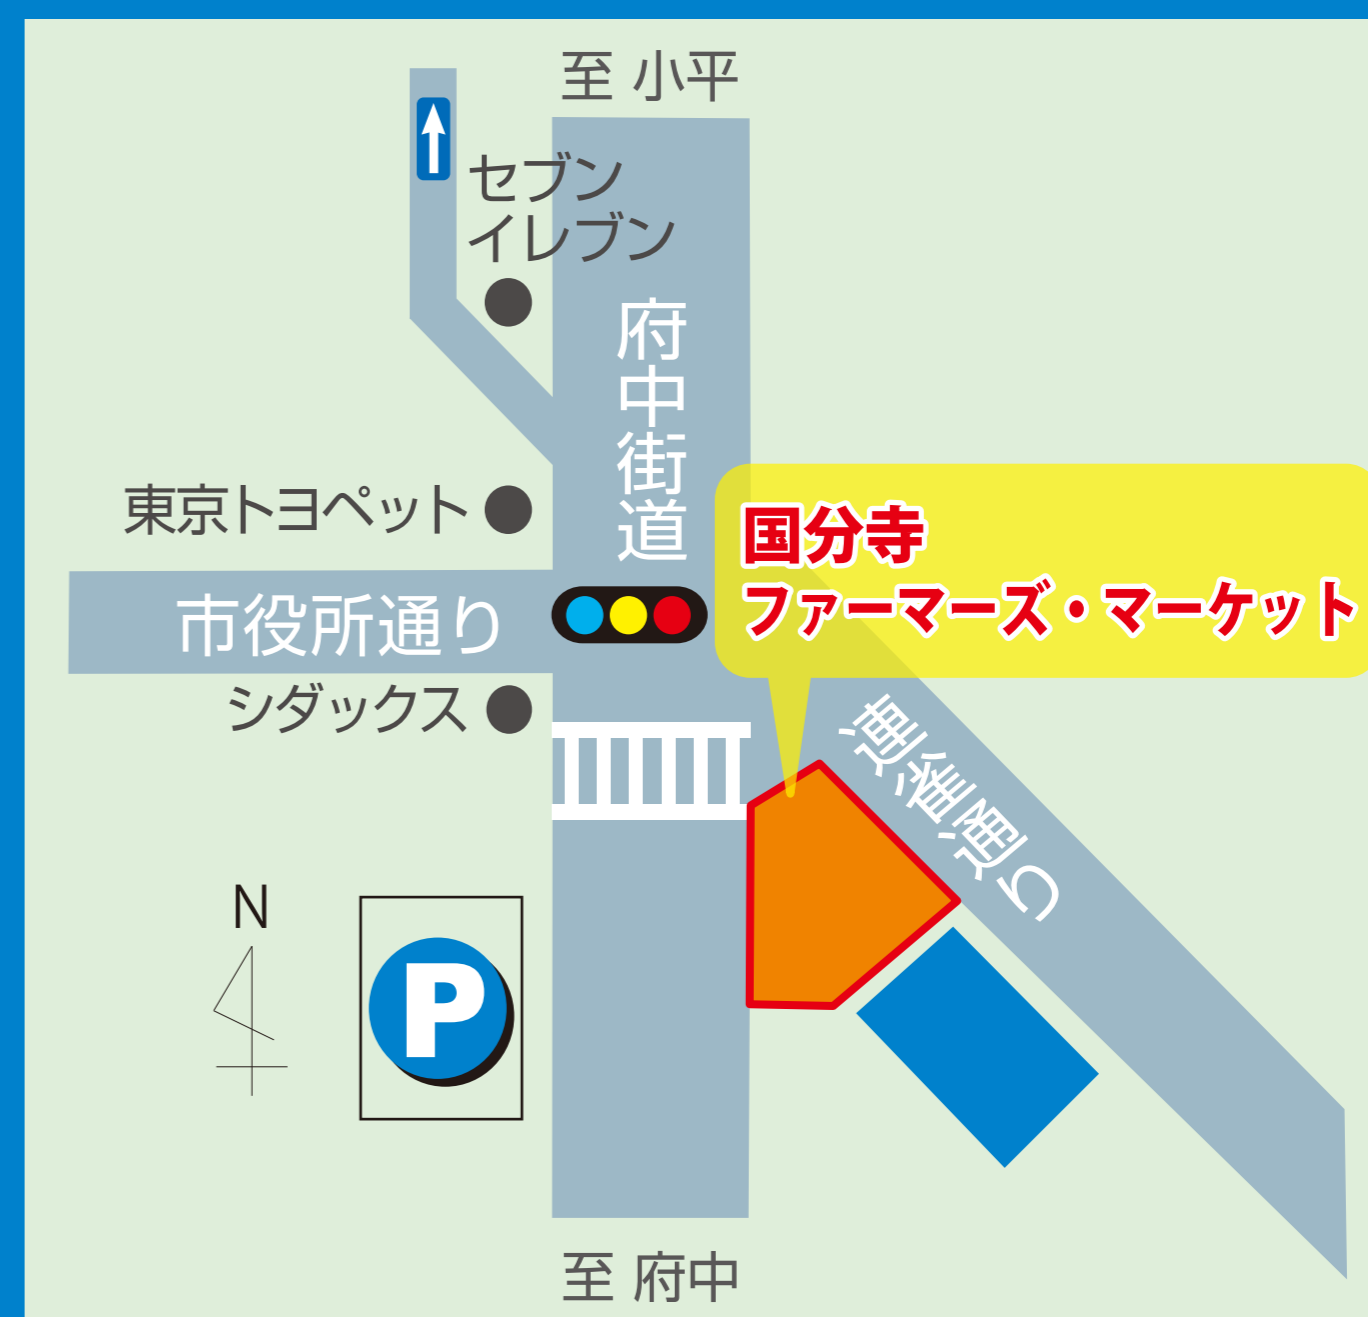 至 小平
セブン
イレブン
府中街道
東京トヨペット
国分寺
ファーマーズ・マーケット
市役所通り
シダックス
連雀通り
N
P
至 府中